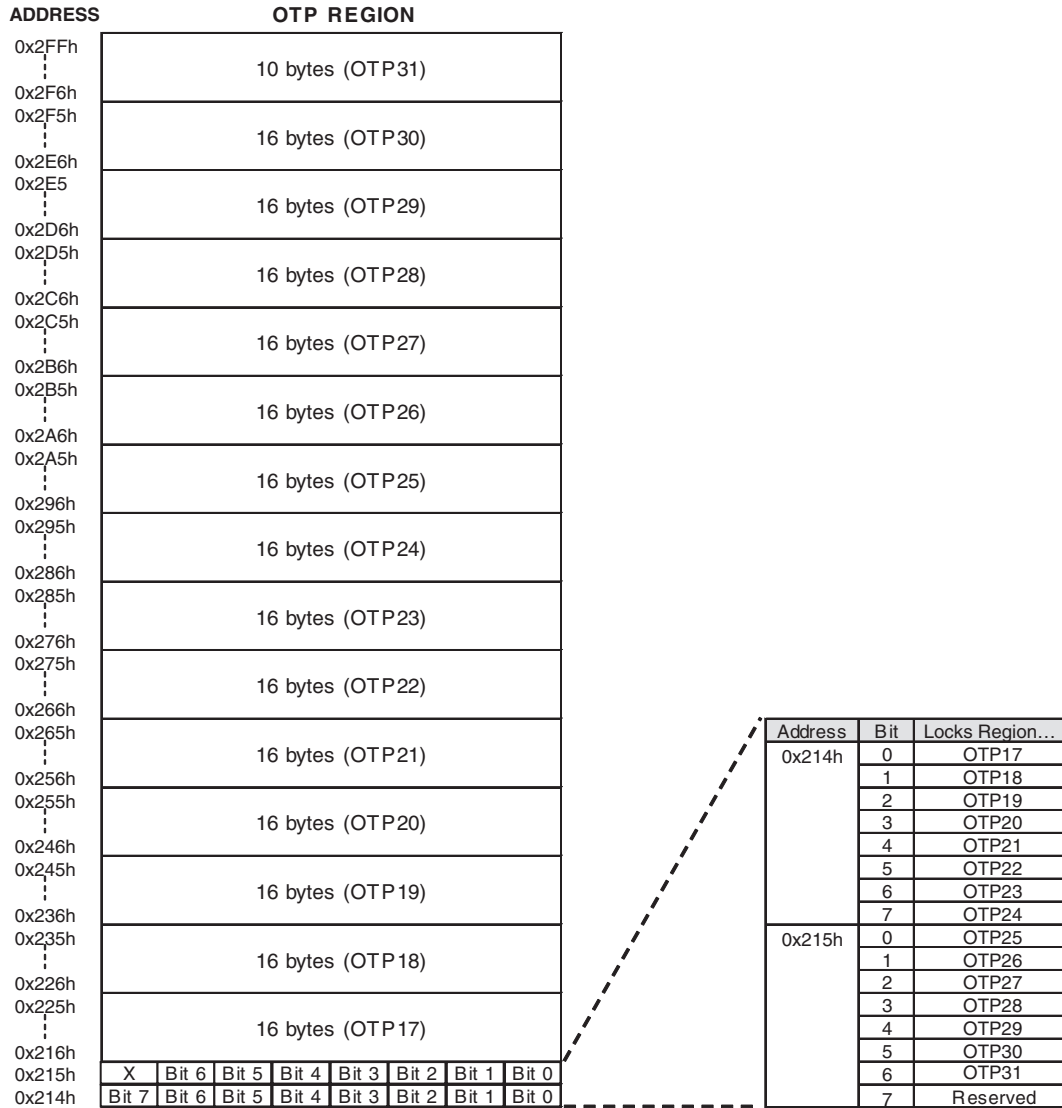 ADDRESS OTP REGION
0x2FFh
10 bytes (OTP31)
0x2F6h
0x2F5h
16 bytes (OTP30)
0x2E6h
0x2E5
16 bytes (OTP29)
0x2D6h
0x2D5h
16 bytes (OTP28)
0x2C6h
0x2C5h
16 bytes (OTP27)
0x2B6h
0x2B5h
16 bytes (OTP26)
0x2A6h
0x2A5h
16 bytes (OTP25)
0x296h
0x295h
16 bytes (OTP24)
0x286h
0x285h
16 bytes (OTP23)
0x276h
0x275h
16 bytes (OTP22)
0x266h
0x265h
16 bytes (OTP21)
0x256h
0x255h
16 bytes (OTP20)
0x246h
0x245h
16 bytes (OTP19)
0x236h
0x235h
16 bytes (OTP18)
0x226h
0x225h
16 bytes (OTP17)
0x216h
0x215h X Bit 6 Bit 5 Bit 4 Bit 3 Bit 2 Bit 1 Bit 0
0x214h Bit 7 Bit 6 Bit 5 Bit 4 Bit 3 Bit 2 Bit 1 Bit 0
Address Bit Locks Region...
0x214h 0 OTP17
1 OTP18
2 OTP19
3 OTP20
4 OTP21
5 OTP22
6 OTP23
7 OTP24
0x215h 0 OTP25
1 OTP26
2 OTP27
3 OTP28
4 OTP29
5 OTP30
6 OTP31
7 Reserved